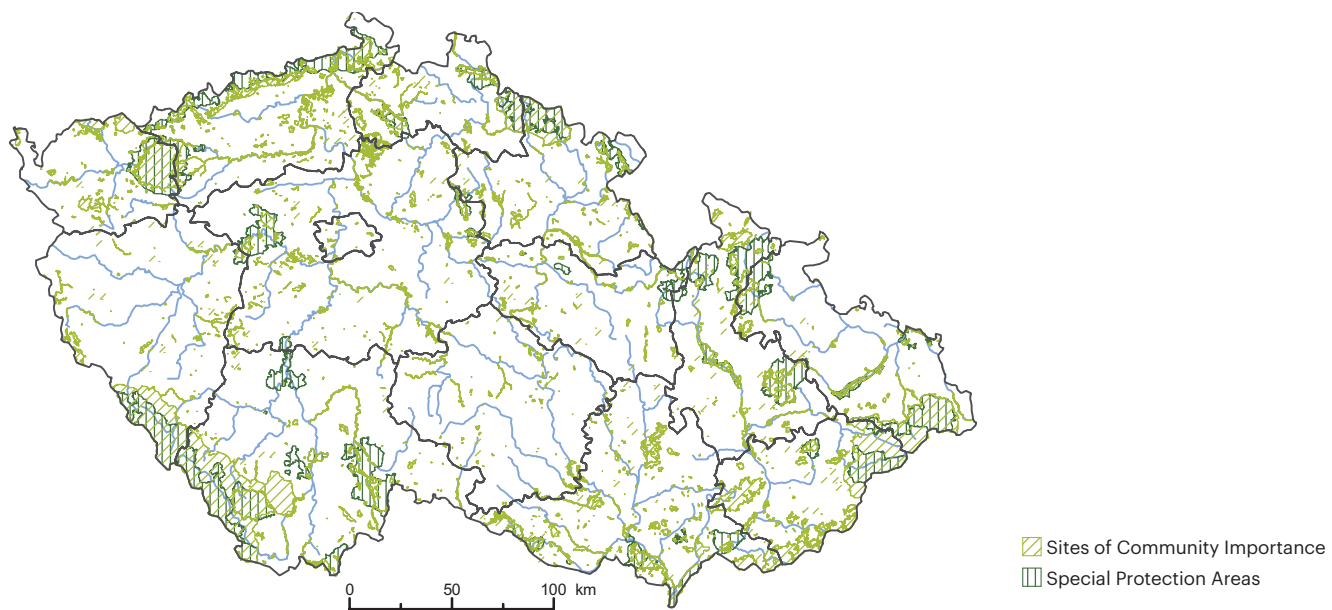 Sites of Community Importance
Special Protection Areas
0 50 100 km